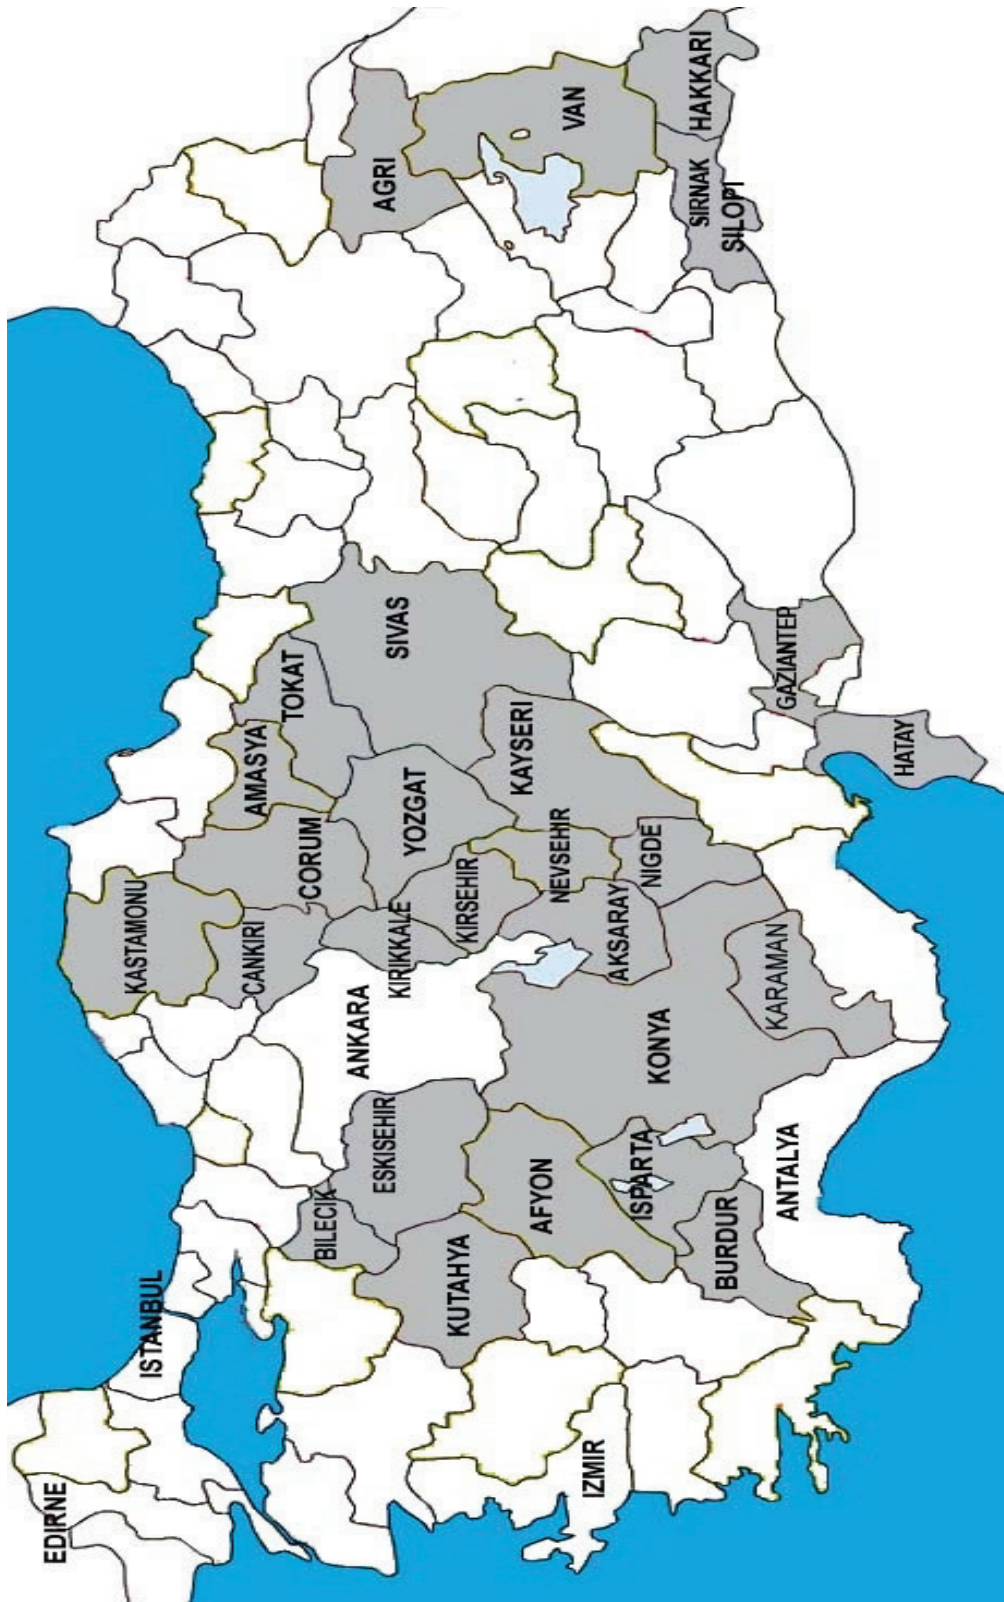 EDIRNE
ISTANBUL
KASTAMONU
CANKIRI
CORUM
AMASYA
TOKAT
BILECIK
ESKISEHIR
ANKARA
KIRIKKALE
YOZGAT
SIVAS
AGRI
KUTAHYA
KIRSEHIR
AFYON
NEVSEHIR
KAYSERI
VAN
IZMIR
ISPARTA
KONYA
AKSARAY
NIGDE
BURDUR
ANTALYA
KARAMAN
GAZIANTEP
HATAY
SIRNAK
SILOPI
HAKKARI